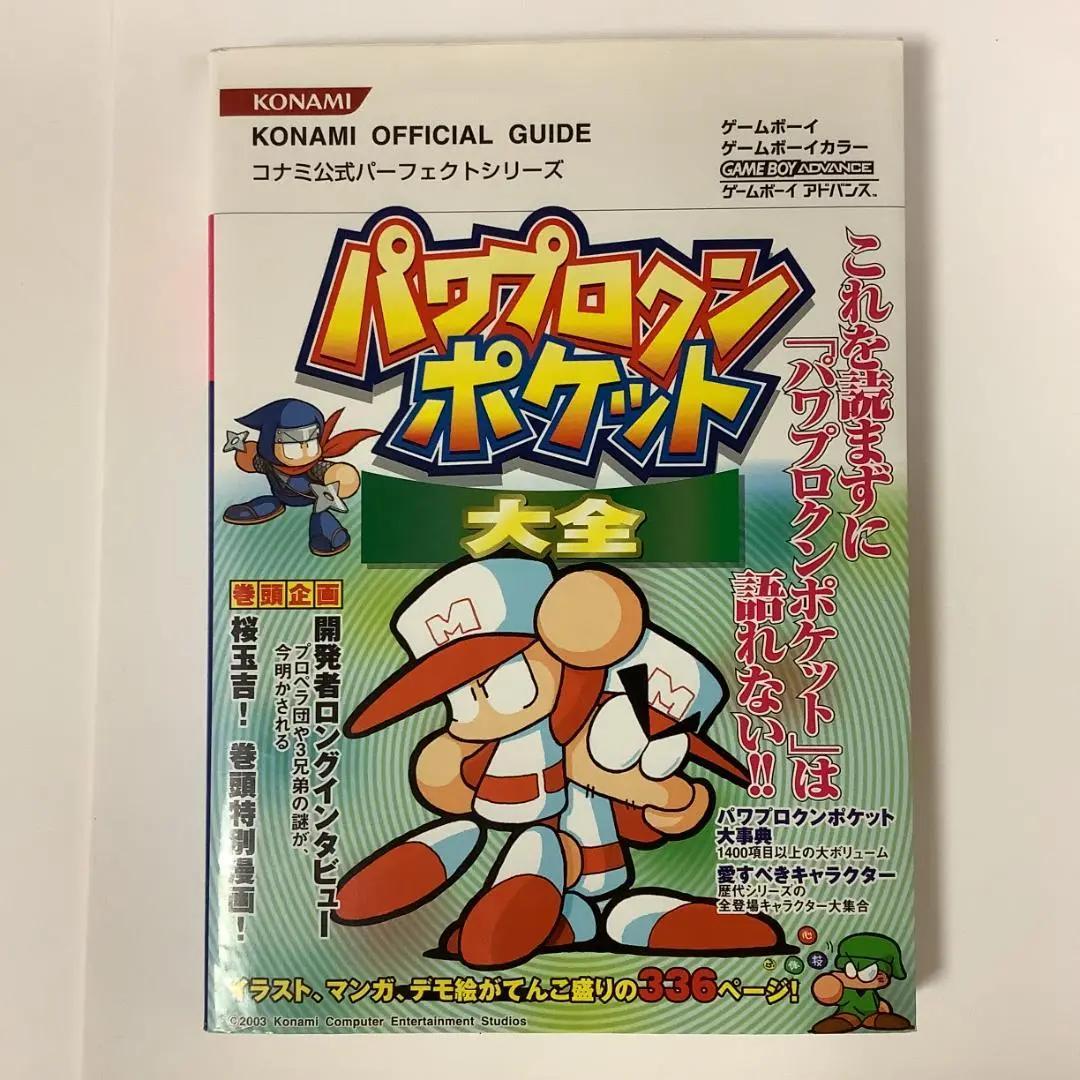 KONAMI
KONAMI OFFICIAL GUIDE
コナミ公式パーフェクトシリーズ
ゲームボーイ
ゲームボーイカラー
GAME BOY ADVANCE
ゲームボーイ アドバンス™
パワプロクン
ポケット
大全
これを読まずに
『パワプロクンポケット』は
語れない!!
巻頭企画
開発者ロングインタビュー
プロペラ団や3兄弟の謎が、
今明かされる
桜玉吉! 巻頭特別漫画!
M
M
パワプロクンポケット
大事典
1400項目以上の大ボリューム
愛すべきキャラクター
歴代シリーズの
全登場キャラクター大集合
心
技
イラスト、マンガ、デモ絵がてんこ盛りの336ページ!
©2003 Konami Computer Entertainment Studios